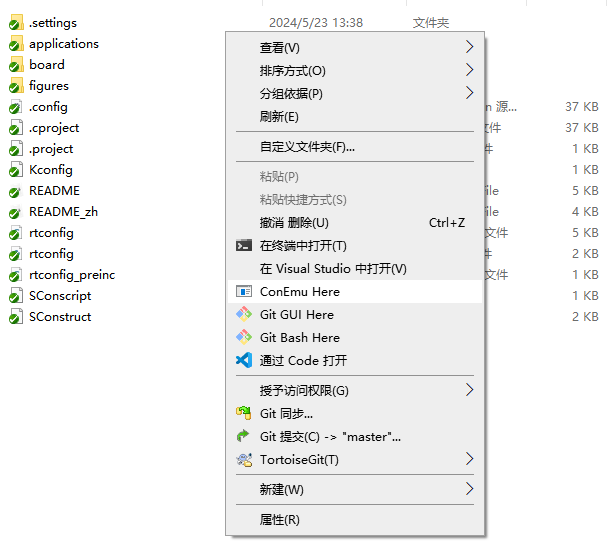 .settings 2024/5/23 13:38 文件夹
applications
board
figures
.config n 源... 37 KB
.cproject 文件 37 KB
.project 件 1 KB
Kconfig 1 KB
README ile 5 KB
README_zh ile 4 KB
rtconfig 文件 5 KB
rtconfig 件 2 KB
rtconfig_preinc 文件 1 KB
SConscript 1 KB
SConstruct 2 KB
查看(V)
排序方式(O)
分组依据(P)
刷新(E)
自定义文件夹(F)...
粘贴(P)
粘贴快捷方式(S)
撤消 删除(U) Ctrl+Z
在终端中打开(T)
在 Visual Studio 中打开(V)
ConEmu Here
Git GUI Here
Git Bash Here
通过 Code 打开
授予访问权限(G)
Git 同步...
Git 提交(C) -> "master"...
TortoiseGit(T)
新建(W)
属性(R)